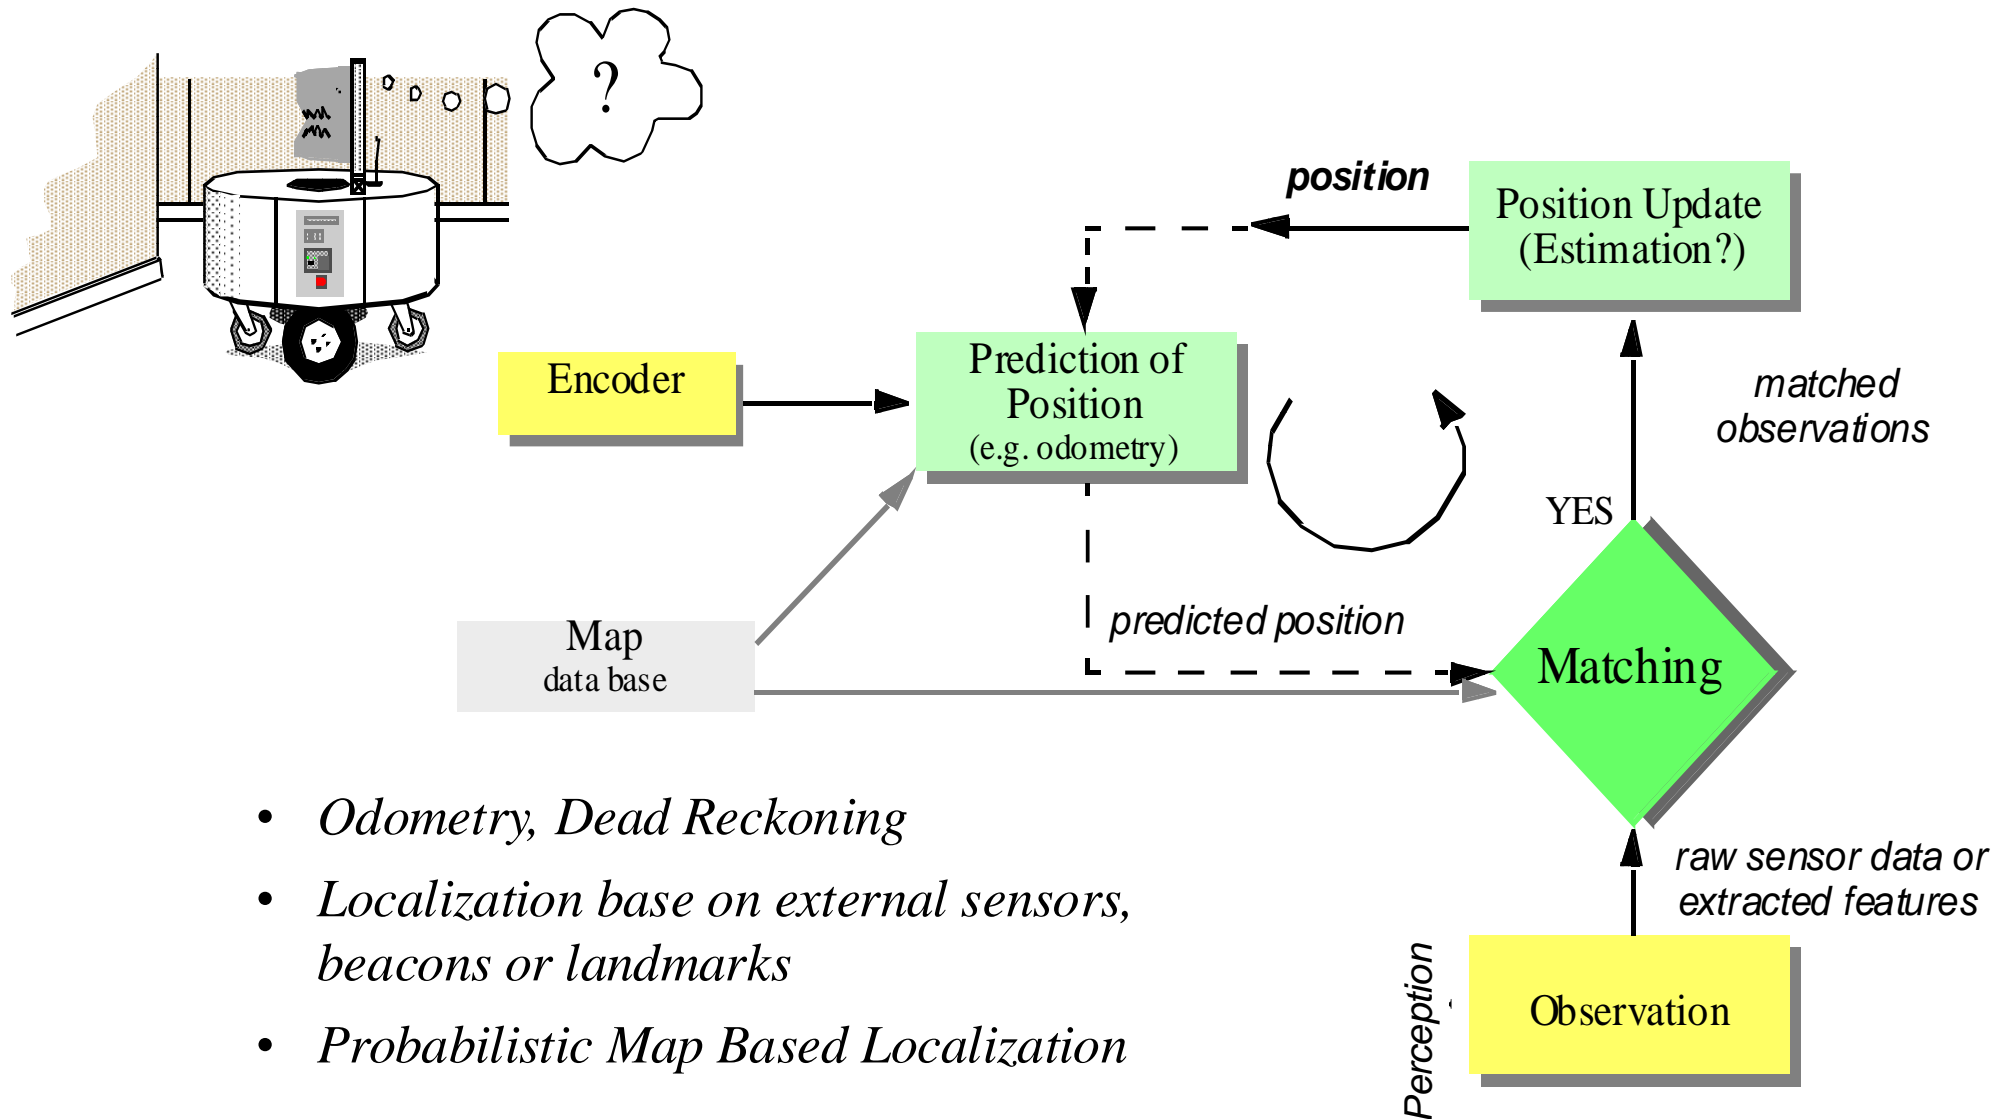 ?
position
Position Update
(Estimation?)
Encoder
Prediction of
Position
(e.g. odometry)
matched
observations
YES
predicted position
Map
data base
Matching
• Odometry, Dead Reckoning
• Localization base on external sensors,
beacons or landmarks
• Probabilistic Map Based Localization
raw sensor data or
extracted features
Perception
Observation